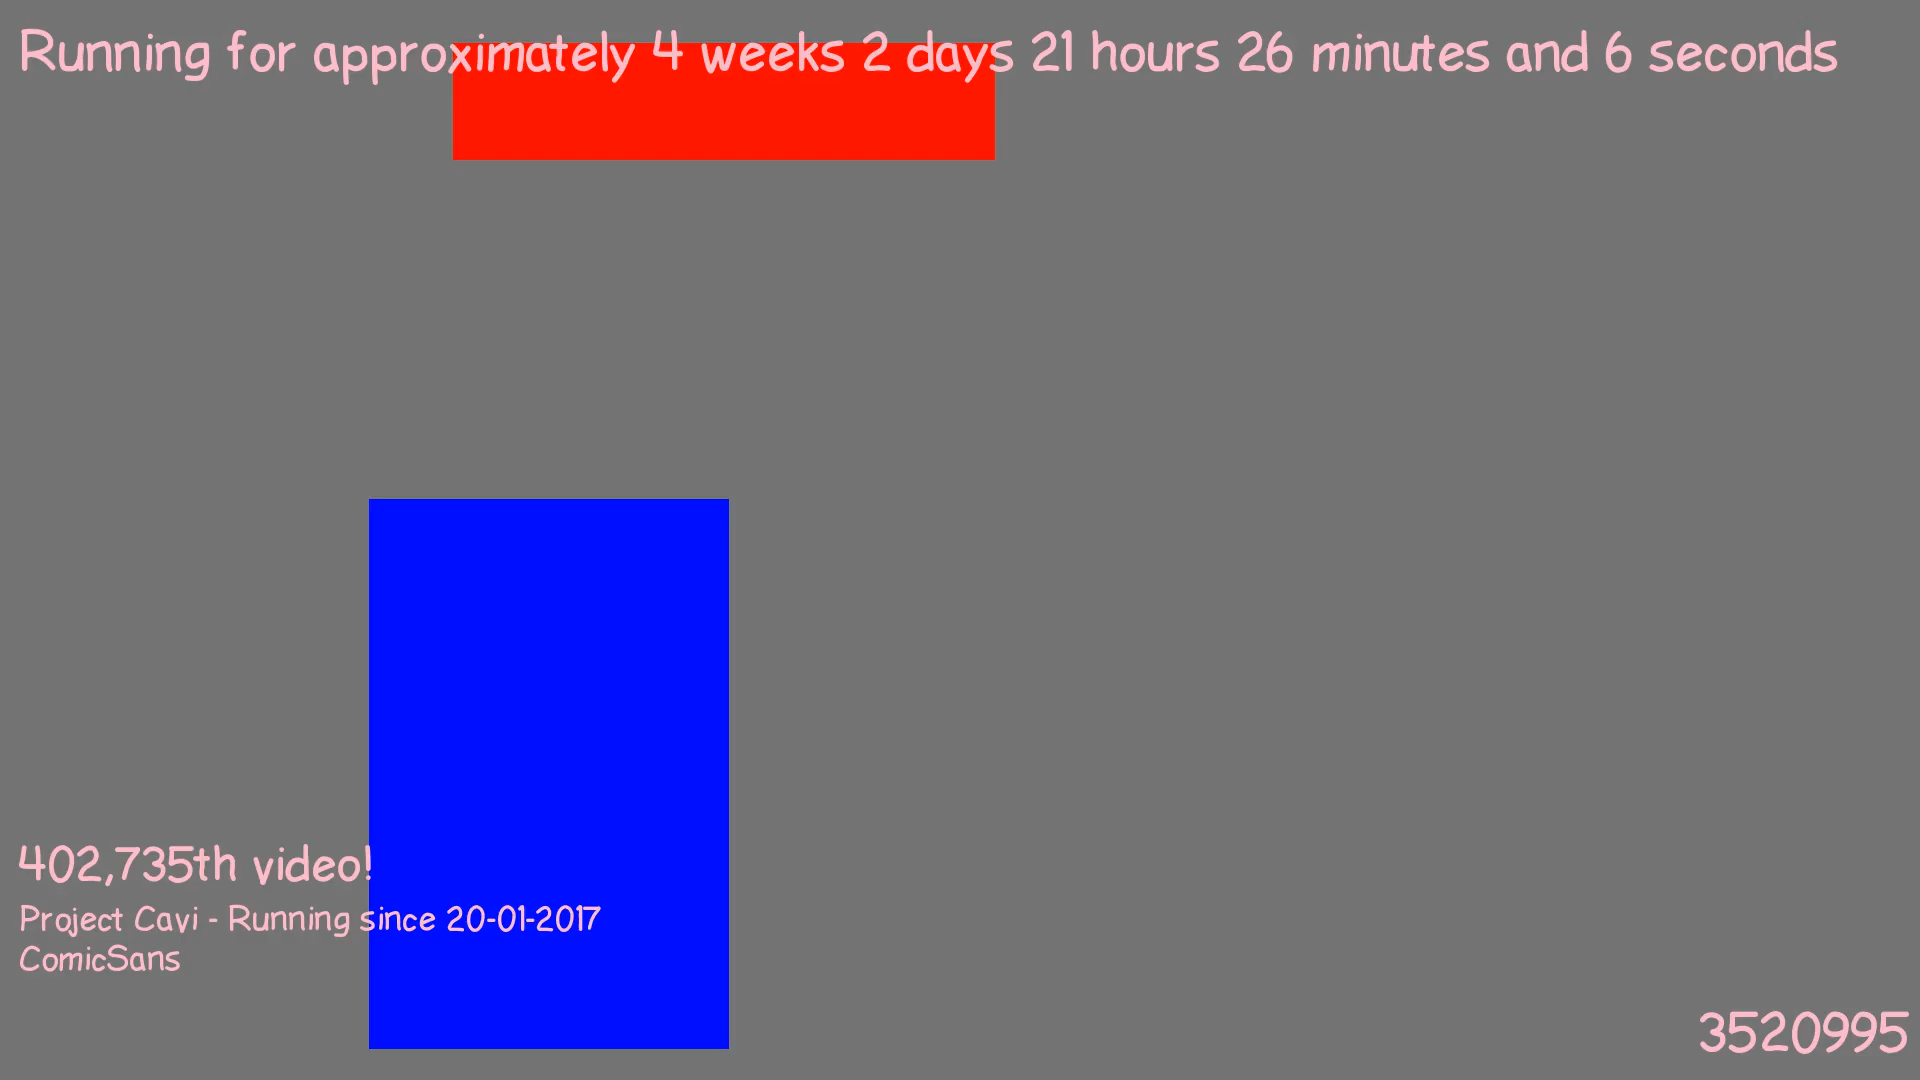 Running for approximately 4 weeks 2 days 21 hours 26 minutes and 6 seconds
402,735th video!
Project Cavi - Running since 20-01-2017
ComicSans
3520995